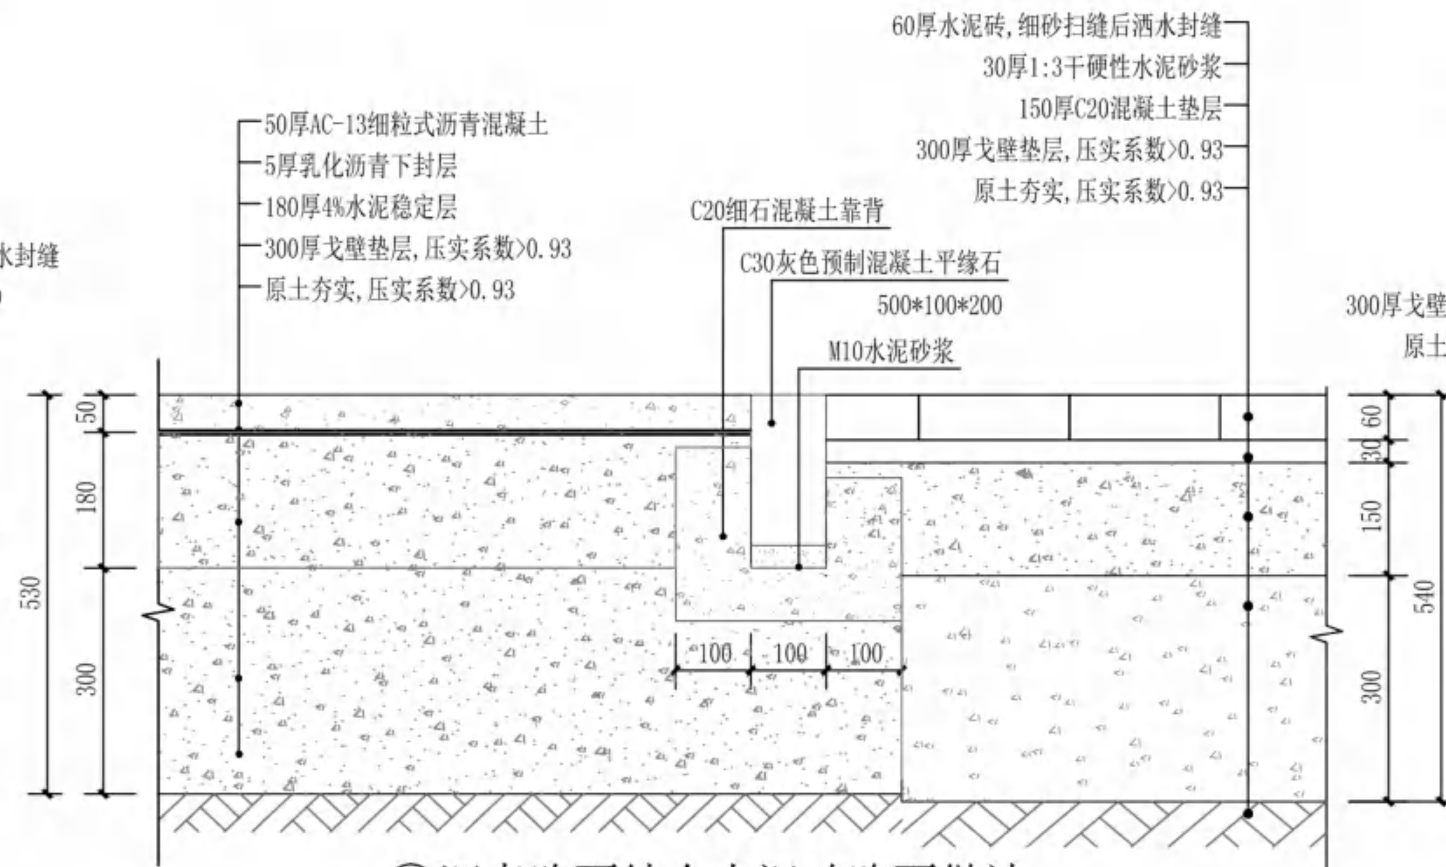 60厚水泥砖,细砂扫缝后洒水封缝
30厚1:3干硬性水泥砂浆
150厚C20混凝土垫层
300厚戈壁垫层,压实系数>0.93
原土夯实,压实系数>0.93
50厚AC-13细粒式沥青混凝土
5厚乳化沥青下封层
180厚4%水泥稳定层
300厚戈壁垫层,压实系数>0.93
原土夯实,压实系数>0.93
C20细石混凝土靠背
C30灰色预制混凝土平缘石
500*100*200
M10水泥砂浆
水封缝
300厚戈壁
原土
50
180
300
530
100
100
100
60
30
150
300
540